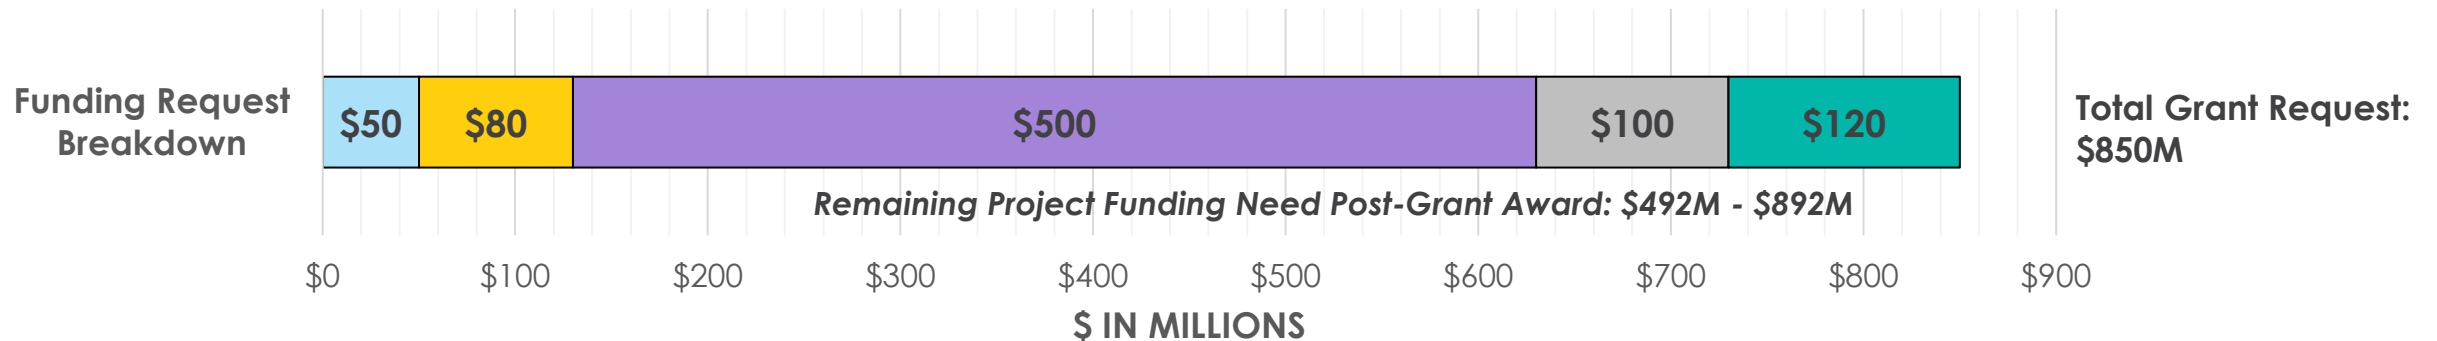 Funding Request
Breakdown
$50
$80
$500
$100
$120
Total Grant Request:
$850M
Remaining Project Funding Need Post-Grant Award: $492M - $892M
$0
$100
$200
$300
$400
$500
$600
$700
$800
$900
$ IN MILLIONS